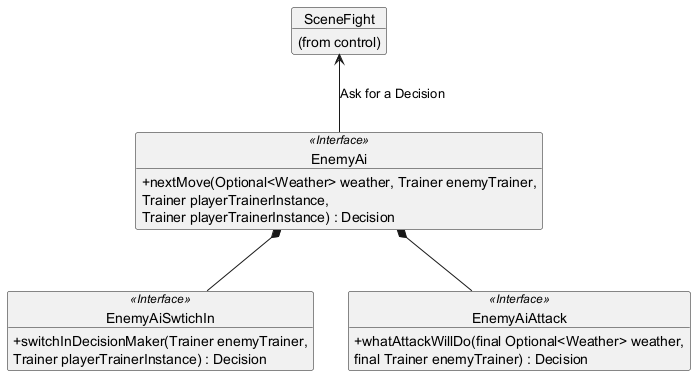 SceneFight
(from control)
Ask for a Decision
«Interface»
EnemyAi
+nextMove(Optional<Weather> weather, Trainer enemyTrainer,
Trainer playerTrainerInstance,
Trainer playerTrainerInstance) : Decision
«Interface»
EnemyAiSwtichIn
+switchInDecisionMaker(Trainer enemyTrainer,
Trainer playerTrainerInstance) : Decision
«Interface»
EnemyAiAttack
+whatAttackWillDo(final Optional<Weather> weather,
final Trainer enemyTrainer) : Decision